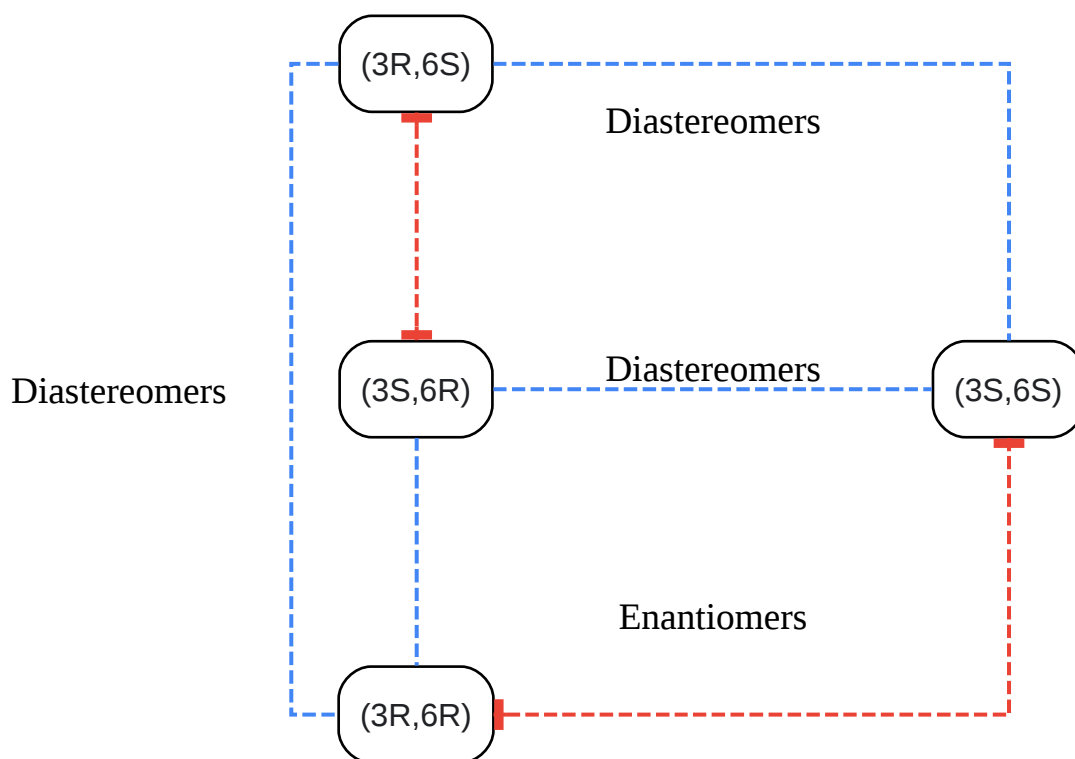 (3R,6S)
Diastereomers
Diastereomers
(3S,6R)
Diastereomers
(3S,6S)
Enantiomers
(3R,6R)